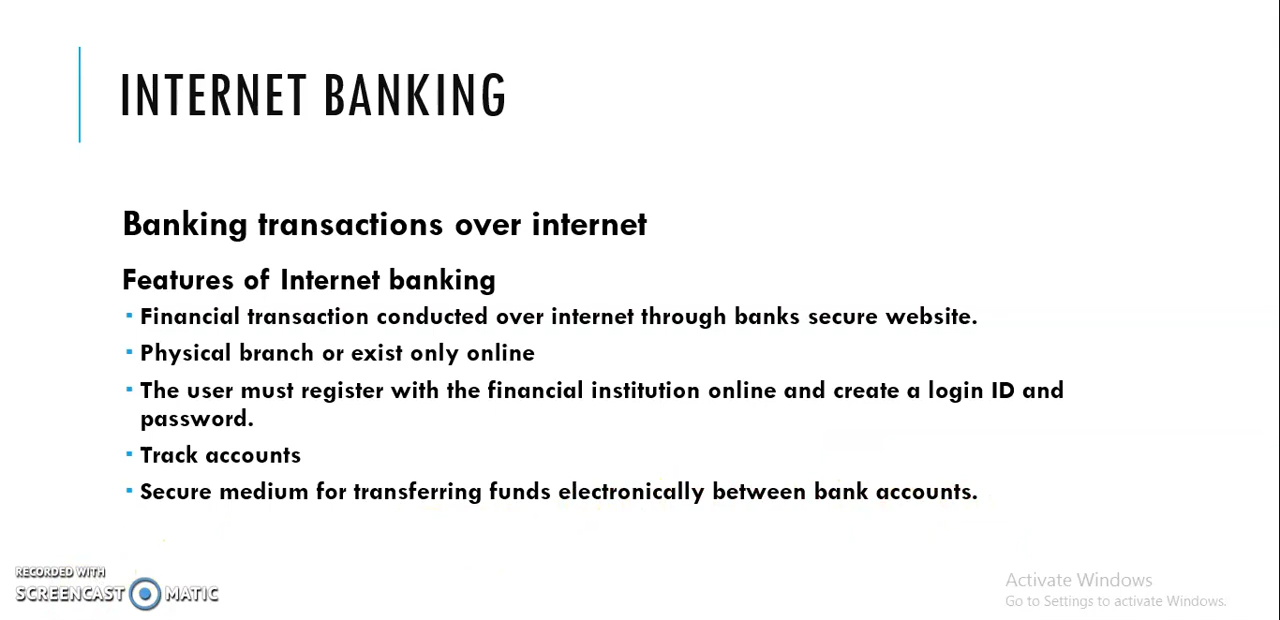 INTERNET BANKING
Banking transactions over internet
Features of Internet banking
▪ Financial transaction conducted over internet through banks secure website.
▪ Physical branch or exist only online
▪ The user must register with the financial institution online and create a login ID and
password.
▪ Track accounts
▪ Secure medium for transferring funds electronically between bank accounts.
RECORDED WITH
SCREENCAST MATIC
Activate Windows
Go to Settings to activate Windows.